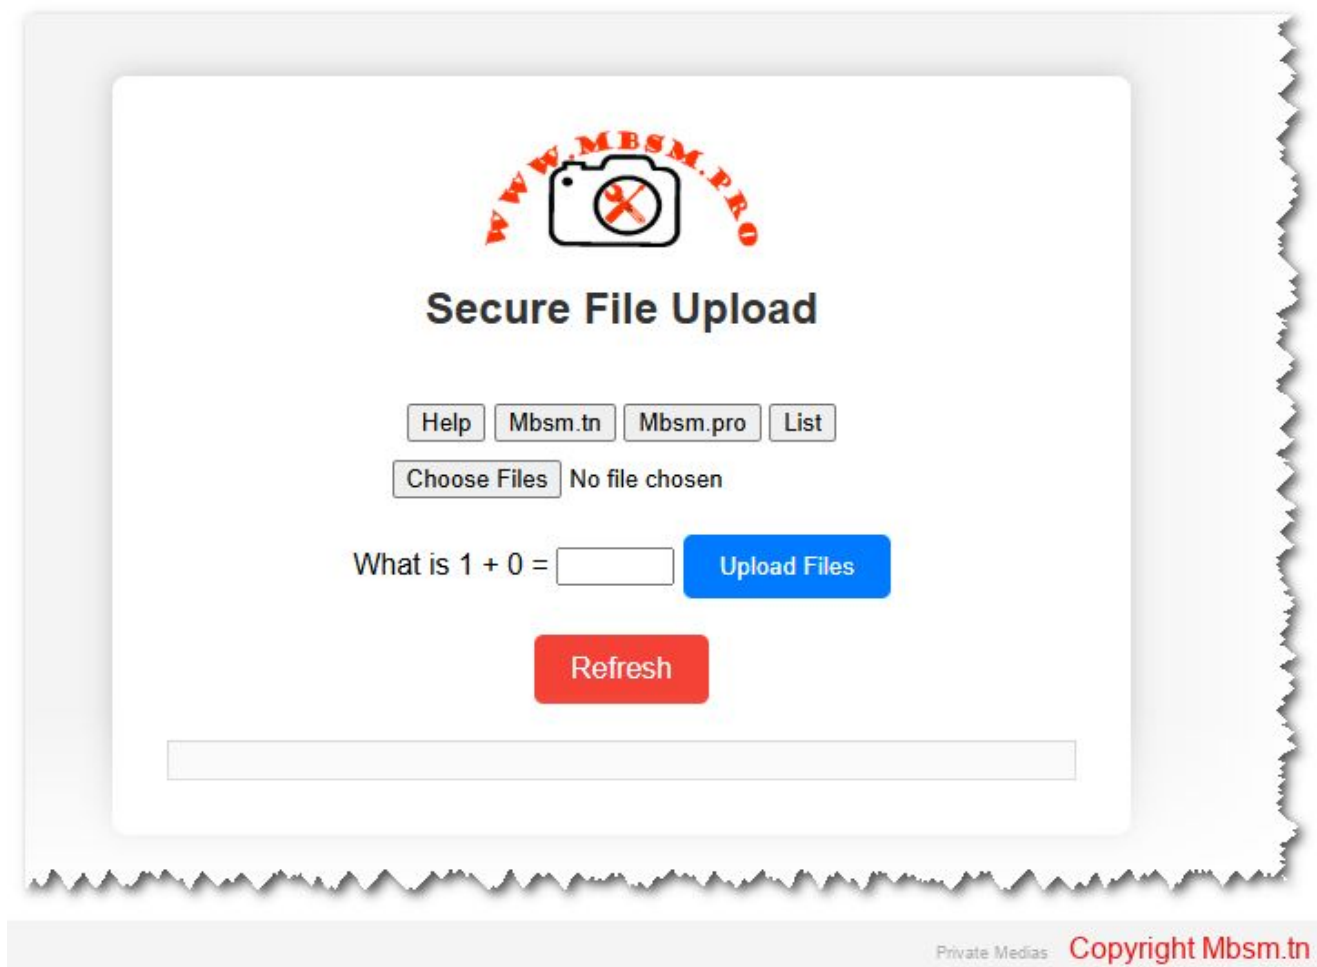 WWW.MBSM.PRO
Secure File Upload
Help Mbsm.tn Mbsm.pro List
Choose Files No file chosen
What is 1 + 0 = Upload Files
Refresh
Private Medias Copyright Mbsm.tn